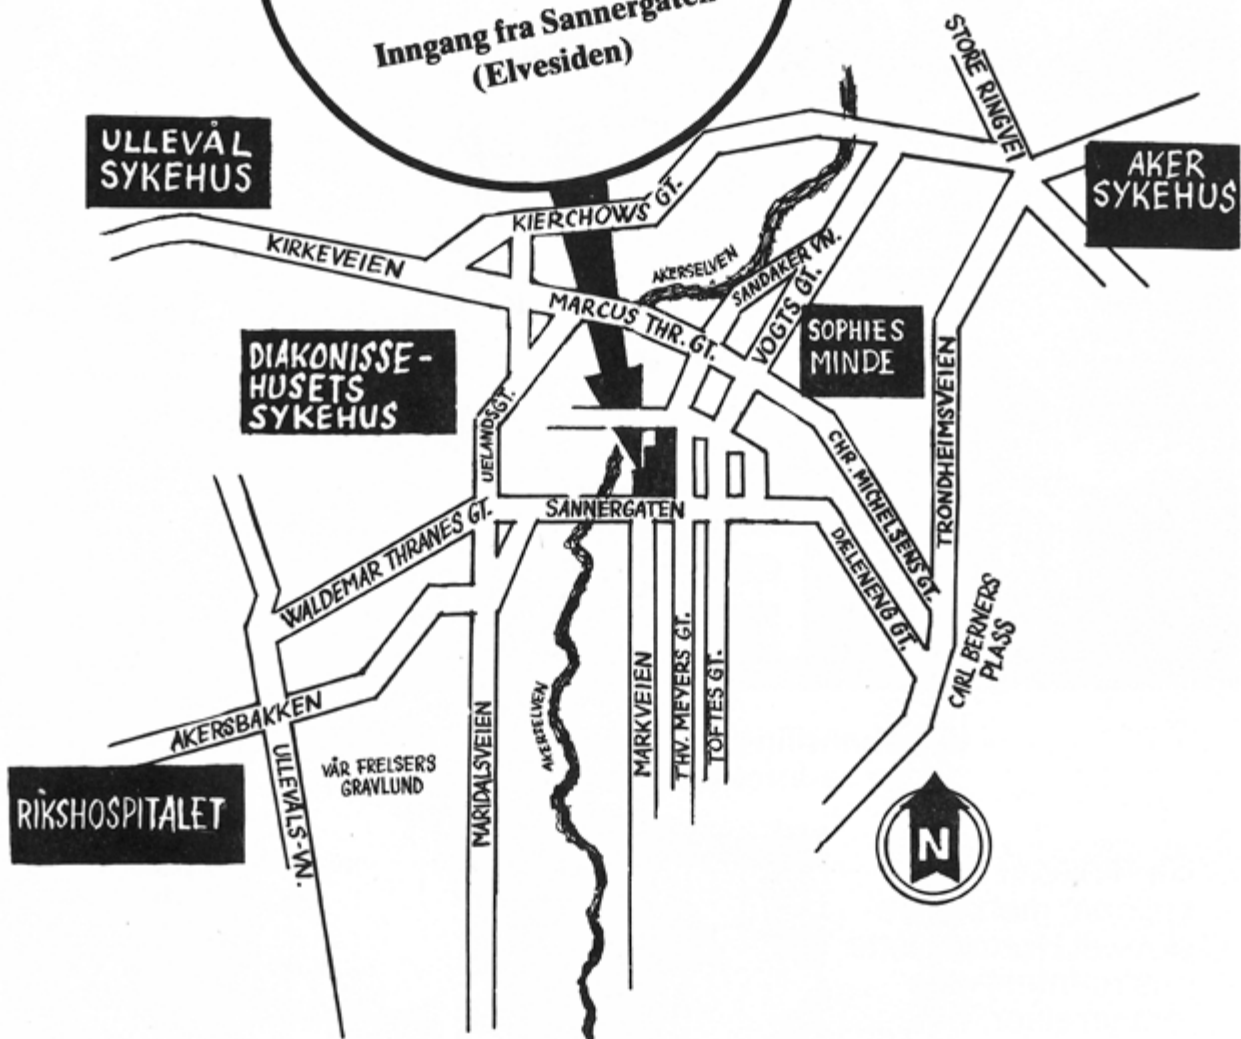 Inngang fra Sannergaten
(Elvesiden)
STORE RINGVEI
ULLEVÅL
SYKEHUS
AKER
SYKEHUS
KIERCHOWS GT.
KIRKEVEIEN
AKERSELVEN
SANDAKER VN.
MARCUS THR. GT.
VOGTS GT.
SOPHIES
MINDE
DIAKONISSE-
HUSETS
SYKEHUS
UELANDSGT.
TRONDHEIMSVEIEN
CHR. MICHELSENS GT.
SANNERGATEN
WALDEMAR THRANES GT.
DÆLENENG GT.
CARL BERNERS
PLASS
MARKVEIEN
THV. MEYERS GT.
TOFTES GT.
AKERSELVEN
MARIDALSVEIEN
AKERSBAKKEN
ULLEVÅLS-VN.
VÅR FRELSERS
GRAVLUND
RIKSHOSPITALET
N